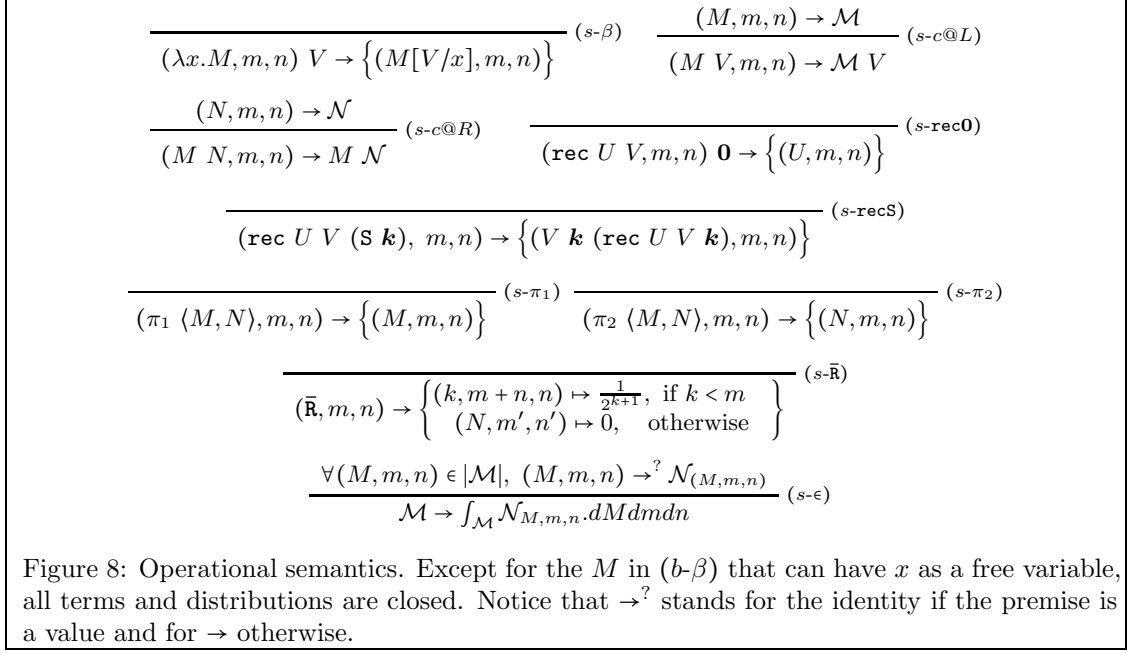 (λx.M, m, n) V → {(M[V/x], m, n)} (s-β)
(M, m, n) → ℳ
(M V, m, n) → ℳ V (s-c@L)
(N, m, n) → 𝒩
(M N, m, n) → M 𝒩 (s-c@R)
(rec U V, m, n) 0 → {(U, m, n)} (s-rec0)
(rec U V (S k), m, n) → {(V k (rec U V k), m, n)} (s-recS)
(π₁ ⟨M, N⟩, m, n) → {(M, m, n)} (s-π₁)
(π₂ ⟨M, N⟩, m, n) → {(N, m, n)} (s-π₂)
(R̄, m, n) → { (k, m + n, n) ↦ 1/2^{k+1}, if k < m
(N, m′, n′) ↦ 0, otherwise } (s-R̄)
∀(M, m, n) ∈ |ℳ|, (M, m, n) →? 𝒩_{(M,m,n)}
ℳ → ∫_ℳ 𝒩_{M,m,n}.dMdmdn (s-ϵ)
Figure 8: Operational semantics. Except for the M in (b-β) that can have x as a free variable,
all terms and distributions are closed. Notice that →? stands for the identity if the premise is
a value and for → otherwise.